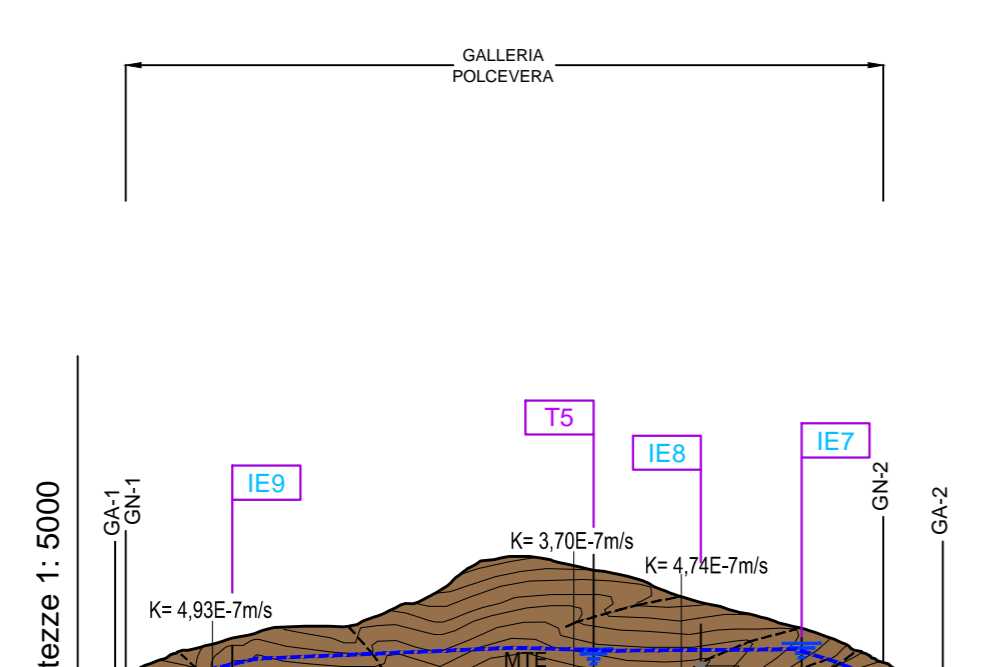 GALLERIA
POLCEVERA
T5
IE7
IE8
IE9
GN-2
GA-2
GA-1
GN-1
tezze 1: 5000
K= 3,70E-7m/s
K= 4,74E-7m/s
K= 4,93E-7m/s
MTE